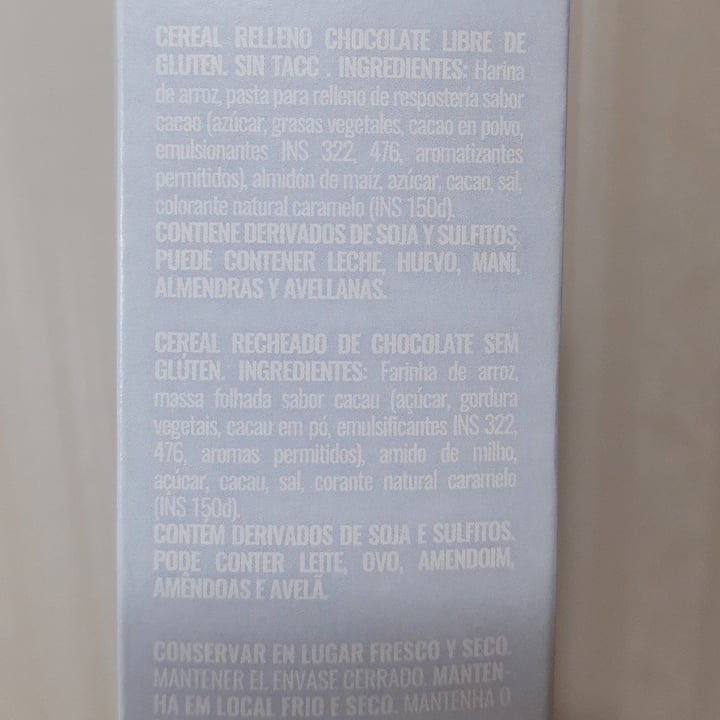 CEREAL RELLENO CHOCOLATE LIBRE DE
GLUTEN. SIN TACC . INGREDIENTES: Harina
de arroz, pasta para relleno de respostería sabor
cacao (azúcar, grasas vegetales, cacao en polvo,
emulsionantes INS 322, 476, aromatizantes
permitidos), almidón de maíz, azúcar, cacao, sal,
colorante natural caramelo (INS 150d).
CONTIENE DERIVADOS DE SOJA Y SULFITOS.
PUEDE CONTENER LECHE, HUEVO, MANÍ,
ALMENDRAS Y AVELLANAS.
CEREAL RECHEADO DE CHOCOLATE SEM
GLÚTEN. INGREDIENTES: Farinha de arroz,
massa folhada sabor cacau (açúcar, gordura
vegetais, cacau em pó, emulsificantes INS 322,
476, aromas permitidos), amido de milho,
açúcar, cacau, sal, corante natural caramelo
(INS 150d).
CONTÉM DERIVADOS DE SOJA E SULFITOS.
PODE CONTER LEITE, OVO, AMENDOIM,
AMÊNDOAS E AVELÃ.
CONSERVAR EN LUGAR FRESCO Y SECO.
MANTENER EL ENVASE CERRADO. MANTEN-
HA EM LOCAL FRIO E SECO. MANTENHA O